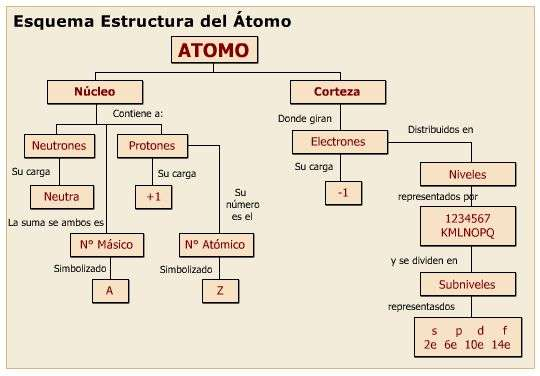 Esquema Estructura del Átomo
ATOMO
Núcleo
Corteza
Contiene a:
Donde giran
Neutrones
Protones
Electrones
Distribuidos en
Su carga
Su carga
Su carga
Niveles
Neutra
+1
-1
Su
número
es el
representados por
1234567
KMLNOPQ
La suma se ambos es
N° Másico
N° Atómico
y se dividen en
Simbolizado
Simbolizado
Subniveles
A
Z
representasdos
s p d f
2e 6e 10e 14e